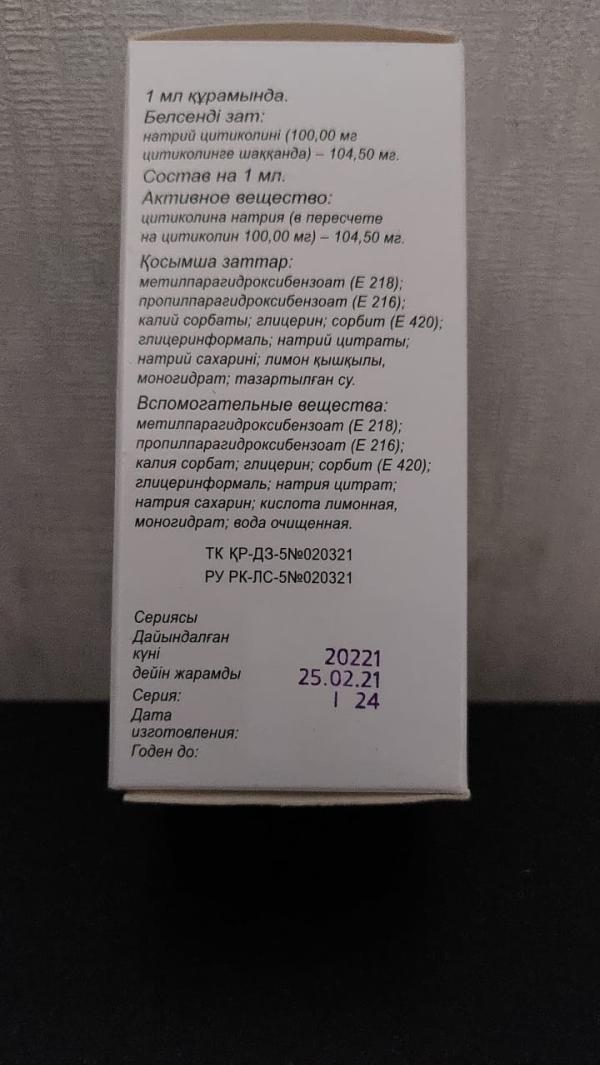 1 мл құрамында.
Белсенді зат:
натрий цитиколині (100,00 мг
цитиколинге шаққанда) – 104,50 мг.
Состав на 1 мл.
Активное вещество:
цитиколина натрия (в пересчете
на цитиколин 100,00 мг) – 104,50 мг.
Қосымша заттар:
метилпарагидроксибензоат (Е 218);
пропилпарагидроксибензоат (Е 216);
калий сорбаты; глицерин; сорбит (Е 420);
глицеринформаль; натрий цитраты;
натрий сахарині; лимон қышқылы,
моногидрат; тазартылған су.
Вспомогательные вещества:
метилпарагидроксибензоат (Е 218);
пропилпарагидроксибензоат (Е 216);
калия сорбат; глицерин; сорбит (Е 420);
глицеринформаль; натрия цитрат;
натрия сахарин; кислота лимонная,
моногидрат; вода очищенная.
ТК ҚР-ДЗ-5№020321
РУ РК-ЛС-5№020321
Сериясы
Дайындалған
күні
дейін жарамды
Серия:
Дата
изготовления:
Годен до:
20221
25.02.21
I 24